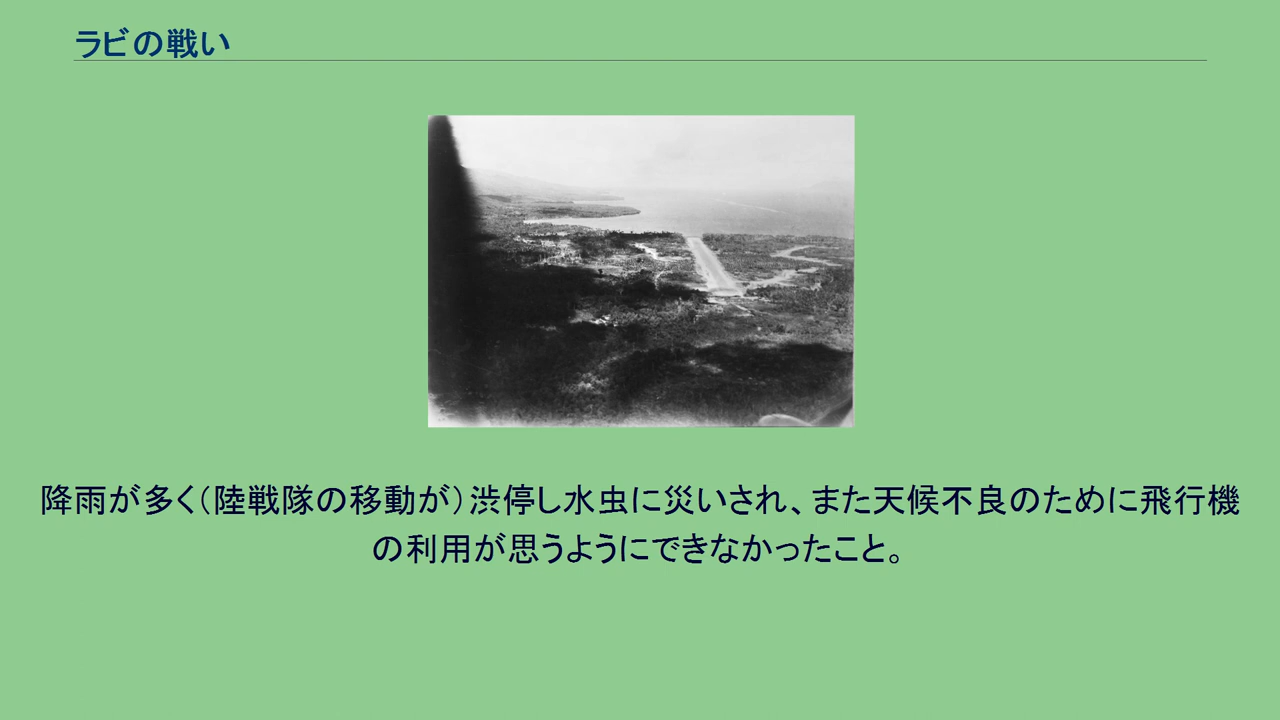 ラビの戦い
降雨が多く（陸戦隊の移動が）渋停し水虫に災いされ、また天候不良のために飛行機
の利用が思うようにできなかったこと。